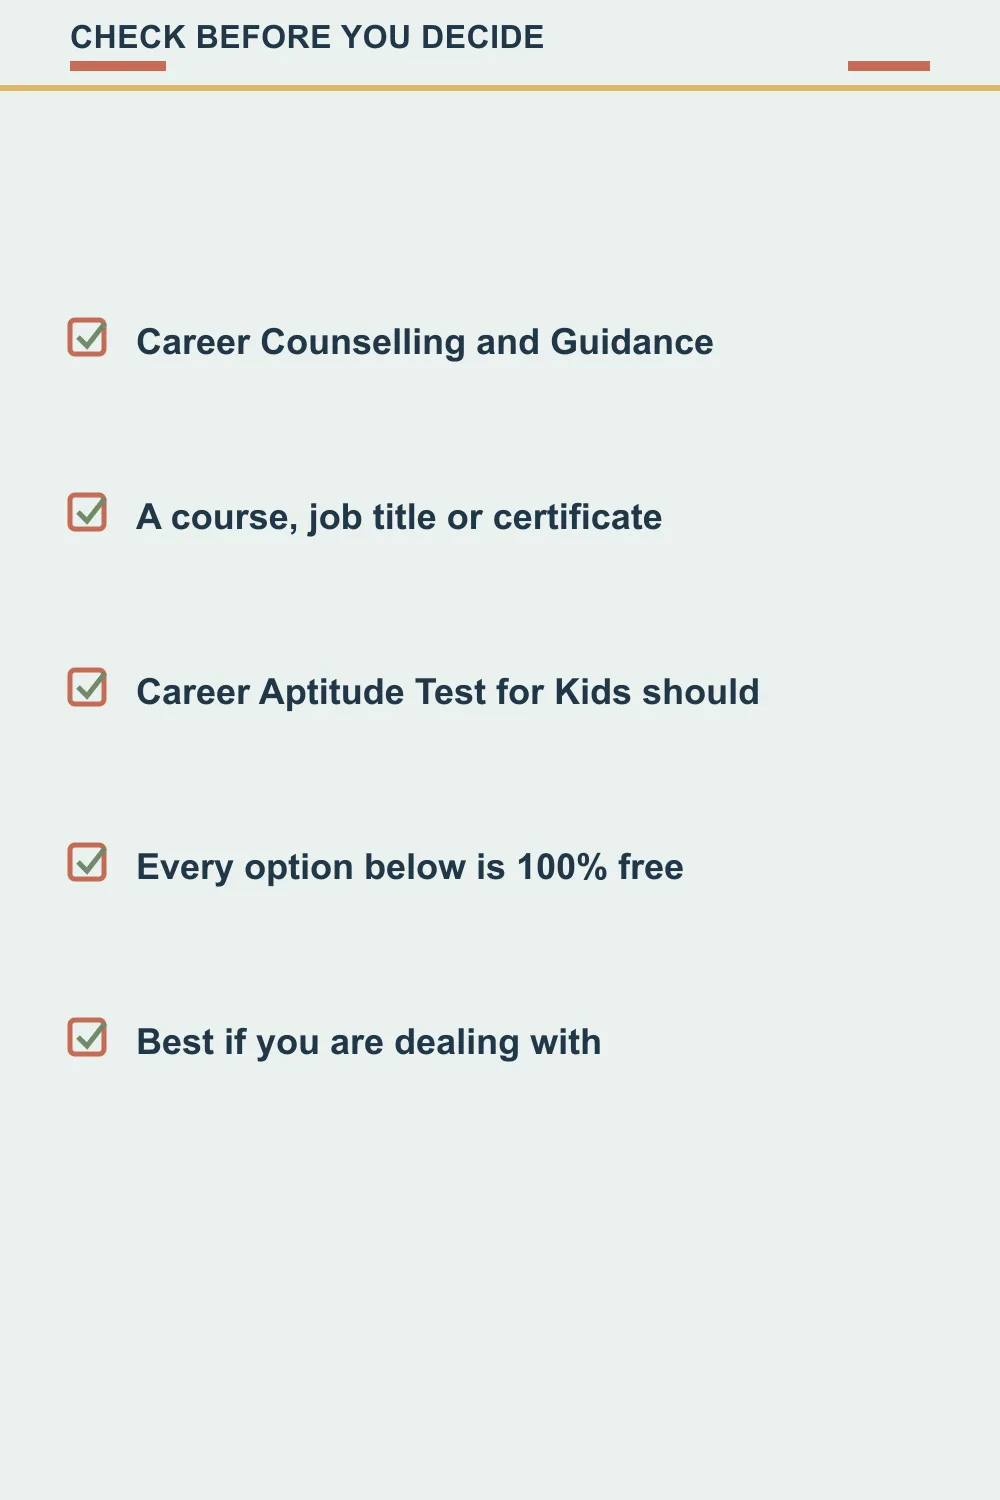 CHECK BEFORE YOU DECIDE
Career Counselling and Guidance
A course, job title or certificate
Career Aptitude Test for Kids should
Every option below is 100% free
Best if you are dealing with